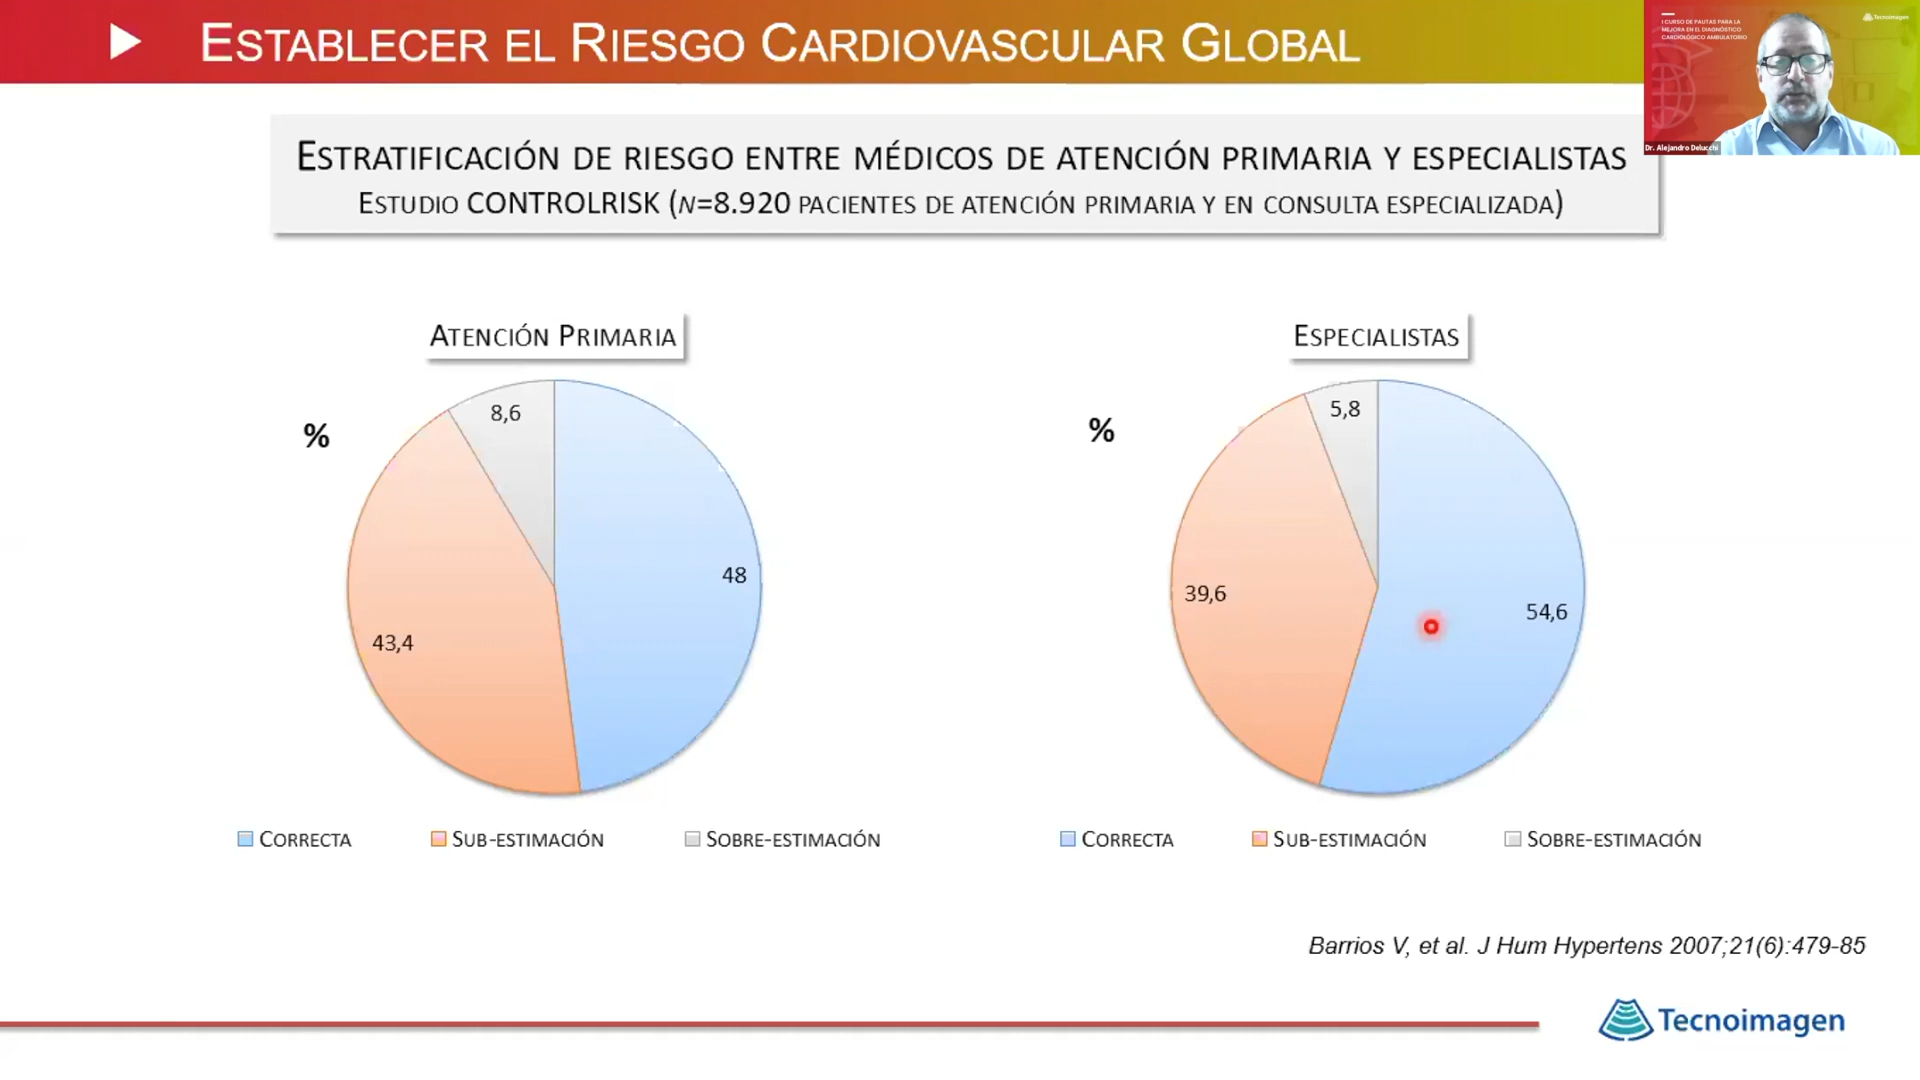 ESTABLECER EL RIESGO CARDIOVASCULAR GLOBAL
I CURSO DE PAUTAS PARA LA
MEJORA EN EL DIAGNÓSTICO
CARDIOLÓGICO AMBULATORIO
Tecnoimagen
Dr. Alejandro Delucchi
ESTRATIFICACIÓN DE RIESGO ENTRE MÉDICOS DE ATENCIÓN PRIMARIA Y ESPECIALISTAS
ESTUDIO CONTROLRISK (N=8.920 PACIENTES DE ATENCIÓN PRIMARIA Y EN CONSULTA ESPECIALIZADA)
ATENCIÓN PRIMARIA
%
8,6
48
43,4
CORRECTA SUB-ESTIMACIÓN SOBRE-ESTIMACIÓN
ESPECIALISTAS
%
5,8
39,6
54,6
CORRECTA SUB-ESTIMACIÓN SOBRE-ESTIMACIÓN
Barrios V, et al. J Hum Hypertens 2007;21(6):479-85
Tecnoimagen